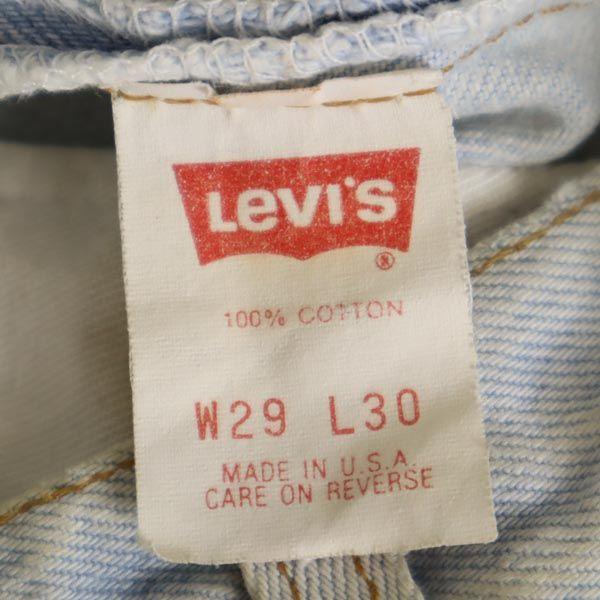 Levi's
®
100% COTTON
W29 L30
MADE IN U.S.A.
CARE ON REVERSE